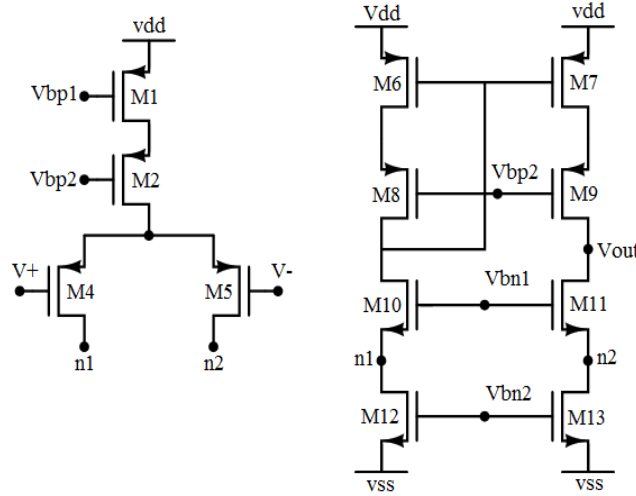 vdd
Vbp1
M1
Vbp2
M2
V+
M4
M5
V-
n1
n2
Vdd
vdd
M6
M7
M8
Vbp2
M9
Vout
M10
Vbn1
M11
n1
n2
M12
Vbn2
M13
vss
vss